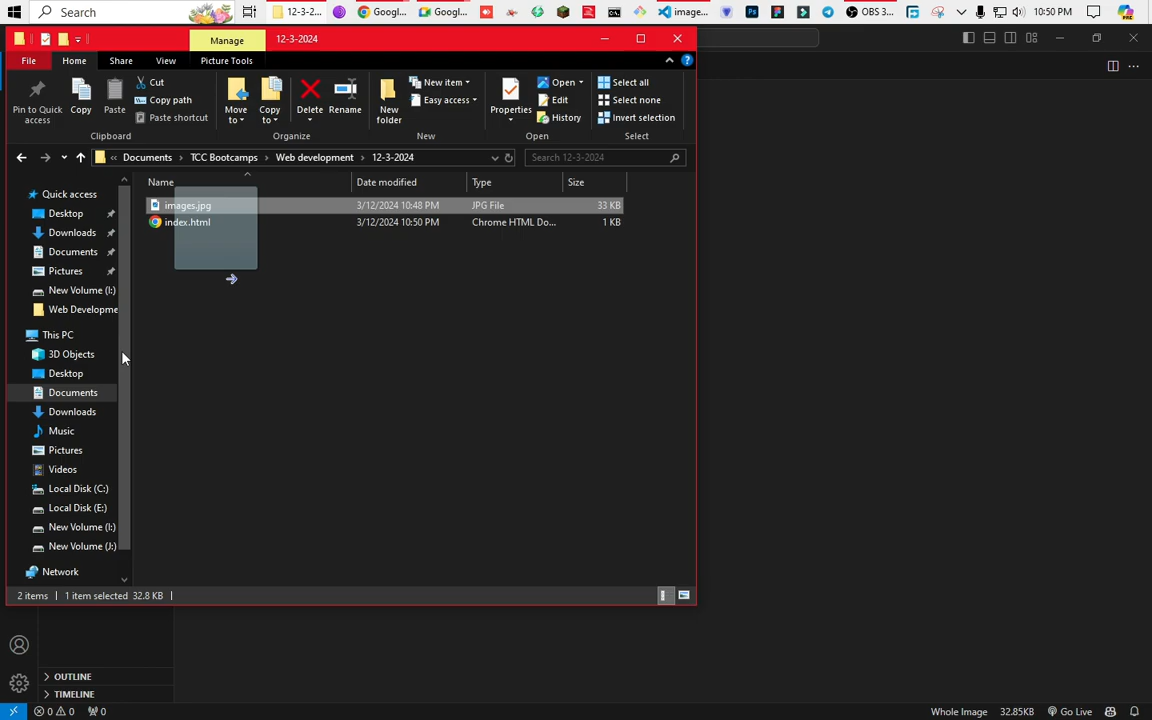 Search
12-3-2...
Googl...
Googl...
image...
OBS 3...
10:50 PM
Manage
12-3-2024
File
Home
Share
View
Picture Tools
Pin to Quick access
Copy
Paste
Cut
Copy path
Paste shortcut
Move to
Copy to
Delete
Rename
New folder
New item
Easy access
Properties
Open
Edit
History
Select all
Select none
Invert selection
Clipboard
Organize
New
Open
Select
« Documents > TCC Bootcamps > Web development > 12-3-2024
Search 12-3-2024
Name
Date modified
Type
Size
images.jpg
3/12/2024 10:48 PM
JPG File
33 KB
index.html
3/12/2024 10:50 PM
Chrome HTML Do...
1 KB
Quick access
Desktop
Downloads
Documents
Pictures
New Volume (I:)
Web Developme
This PC
3D Objects
Desktop
Documents
Downloads
Music
Pictures
Videos
Local Disk (C:)
Local Disk (E:)
New Volume (I:)
New Volume (J:)
Network
2 items
1 item selected 32.8 KB
OUTLINE
TIMELINE
0 0 0
Whole Image
32.85KB
Go Live